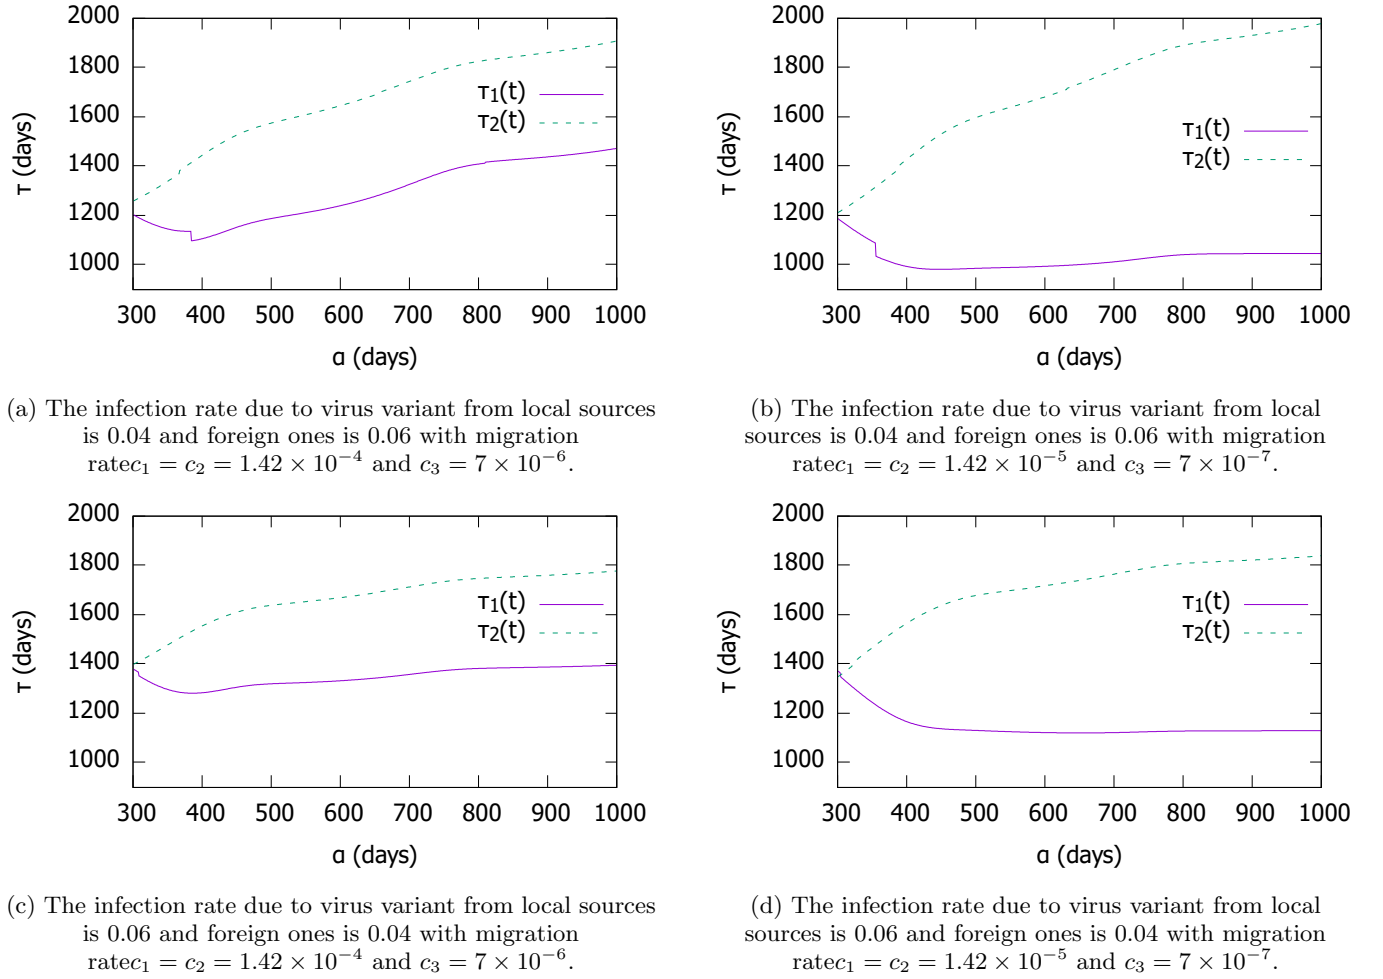 2000
1800
1600
1400
1200
1000
τ (days)
τ₁(t)
τ₂(t)
300 400 500 600 700 800 900 1000
α (days)
(a) The infection rate due to virus variant from local sources
is 0.04 and foreign ones is 0.06 with migration
ratec₁ = c₂ = 1.42 × 10⁻⁴ and c₃ = 7 × 10⁻⁶.
2000
1800
1600
1400
1200
1000
τ (days)
τ₁(t)
τ₂(t)
300 400 500 600 700 800 900 1000
α (days)
(b) The infection rate due to virus variant from local
sources is 0.04 and foreign ones is 0.06 with migration
ratec₁ = c₂ = 1.42 × 10⁻⁵ and c₃ = 7 × 10⁻⁷.
2000
1800
1600
1400
1200
1000
τ (days)
τ₁(t)
τ₂(t)
300 400 500 600 700 800 900 1000
α (days)
(c) The infection rate due to virus variant from local sources
is 0.06 and foreign ones is 0.04 with migration
ratec₁ = c₂ = 1.42 × 10⁻⁴ and c₃ = 7 × 10⁻⁶.
2000
1800
1600
1400
1200
1000
τ (days)
τ₁(t)
τ₂(t)
300 400 500 600 700 800 900 1000
α (days)
(d) The infection rate due to virus variant from local
sources is 0.06 and foreign ones is 0.04 with migration
ratec₁ = c₂ = 1.42 × 10⁻⁵ and c₃ = 7 × 10⁻⁷.